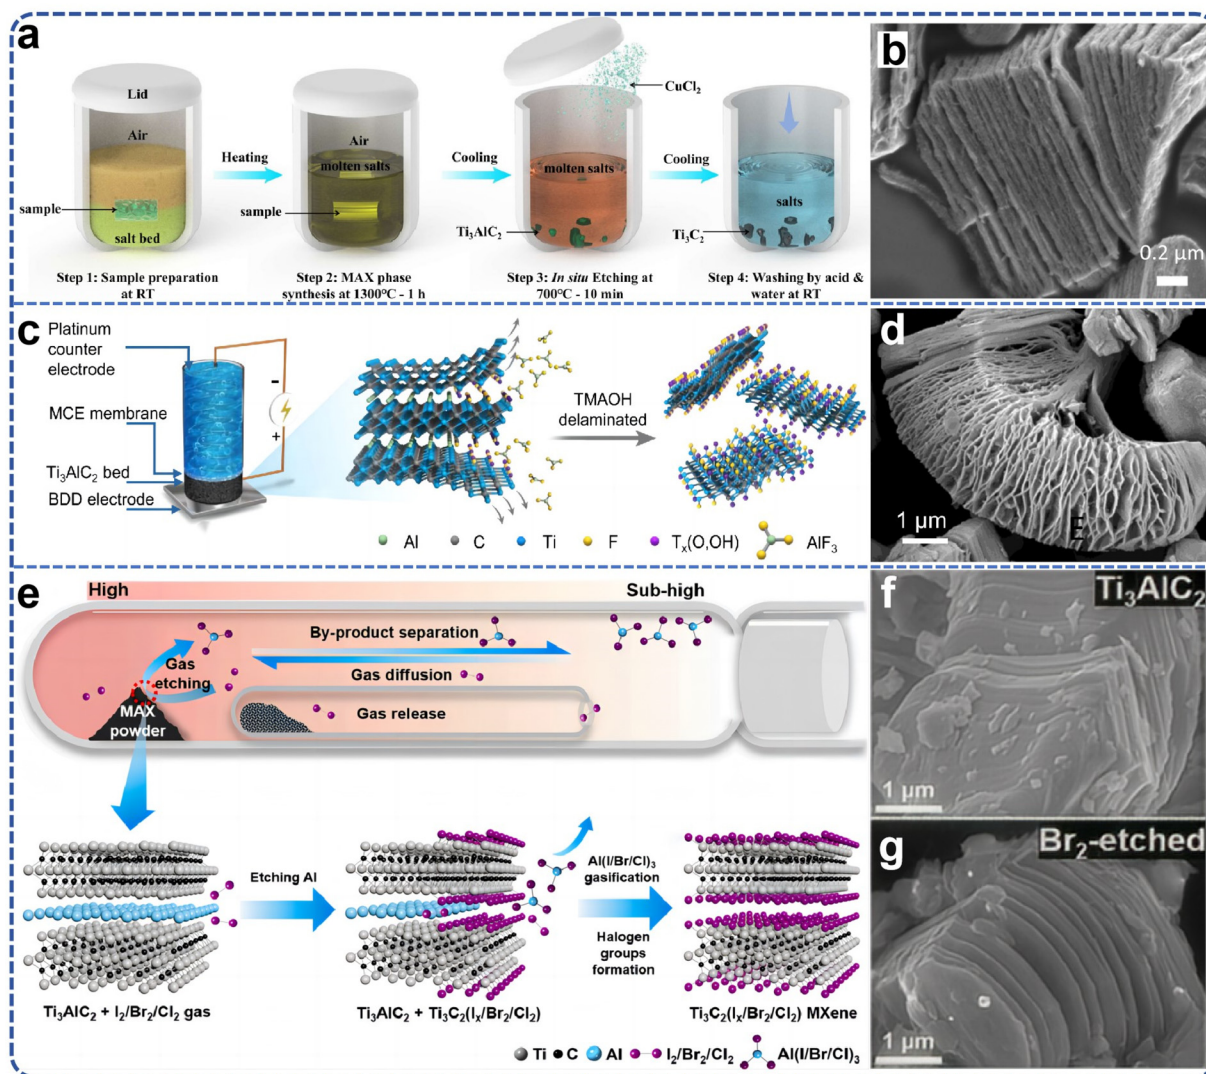 a
Lid
Air
sample
salt bed
Heating
Air
molten salts
sample
Cooling
CuCl₂
molten salts
Ti₃AlC₂
Cooling
salts
Ti₃C₂
Step 1: Sample preparation
at RT
Step 2: MAX phase
synthesis at 1300°C - 1 h
Step 3: In situ Etching at
700°C - 10 min
Step 4: Washing by acid &
water at RT
b
0.2 μm
c
Platinum
counter
electrode
MCE membrane
Ti₃AlC₂ bed
BDD electrode
-
+
TMAOH
delaminated
Al
C
Ti
F
Tₓ(O,OH)
AlF₃
d
1 μm
e
High
Sub-high
By-product separation
Gas
etching
Gas diffusion
Gas release
MAX
powder
Etching Al
Al(I/Br/Cl)₃
gasification
Halogen
groups
formation
Ti₃AlC₂ + I₂/Br₂/Cl₂ gas
Ti₃AlC₂ + Ti₃C₂(Iₓ/Br₂/Cl₂)
Ti₃C₂(Iₓ/Br₂/Cl₂) MXene
Ti
C
Al
I₂/Br₂/Cl₂
Al(I/Br/Cl)₃
f
Ti₃AlC₂
1 μm
g
Br₂-etched
1 μm